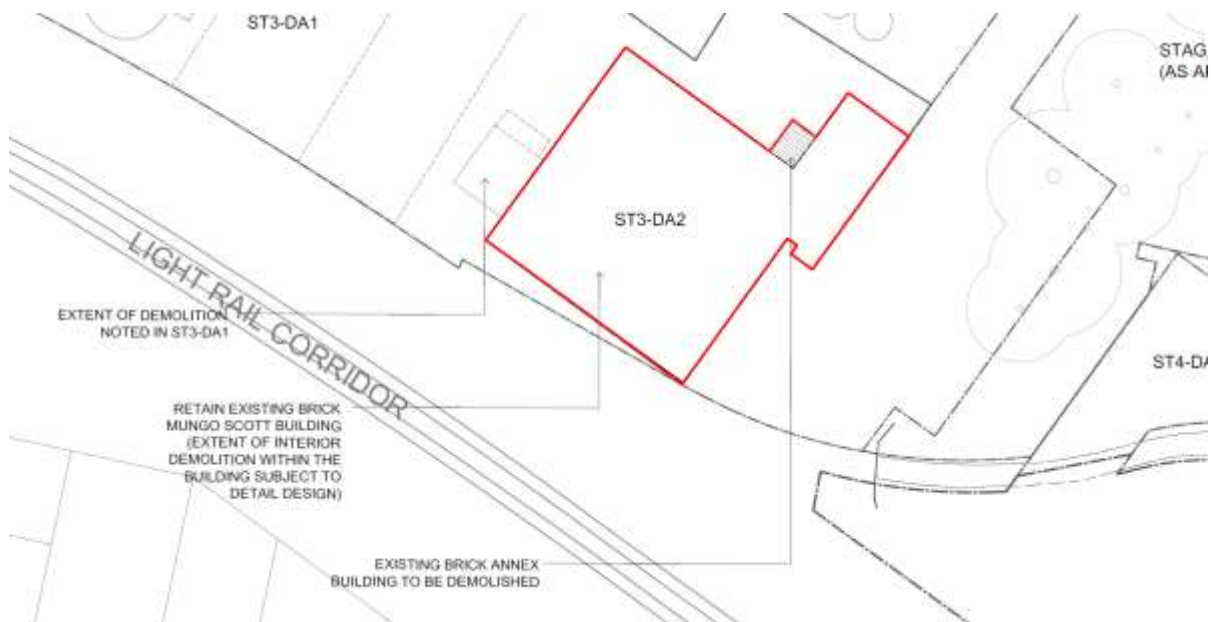 ST3-DA1
STAG
(AS A
ST3-DA2
LIGHT RAIL CORRIDOR
EXTENT OF DEMOLITION
NOTED IN ST3-DA1
ST4-DA
RETAIN EXISTING BRICK
MUNGO SCOTT BUILDING
(EXTENT OF INTERIOR
DEMOLITION WITHIN THE
BUILDING SUBJECT TO
DETAIL DESIGN)
EXISTING BRICK ANNEX
BUILDING TO BE DEMOLISHED